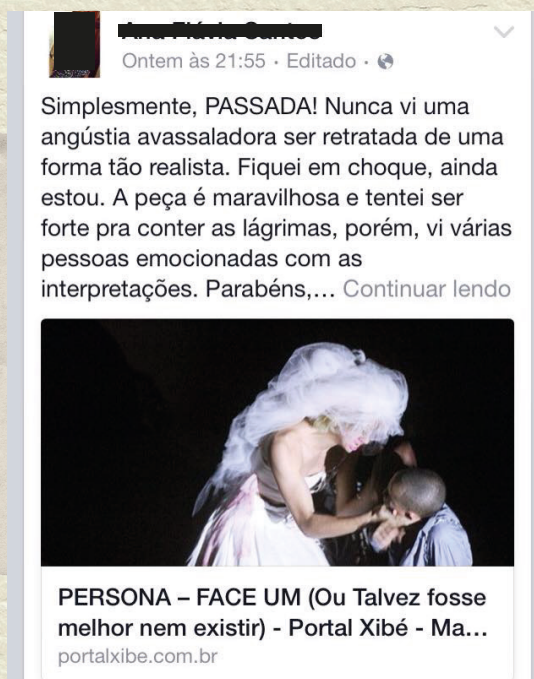 Ontem às 21:55 · Editado ·
Simplesmente, PASSADA! Nunca vi uma
angústia avassaladora ser retratada de uma
forma tão realista. Fiquei em choque, ainda
estou. A peça é maravilhosa e tentei ser
forte pra conter as lágrimas, porém, vi várias
pessoas emocionadas com as
interpretações. Parabéns,... Continuar lendo
PERSONA – FACE UM (Ou Talvez fosse
melhor nem existir) - Portal Xibé - Ma...
portalxibe.com.br